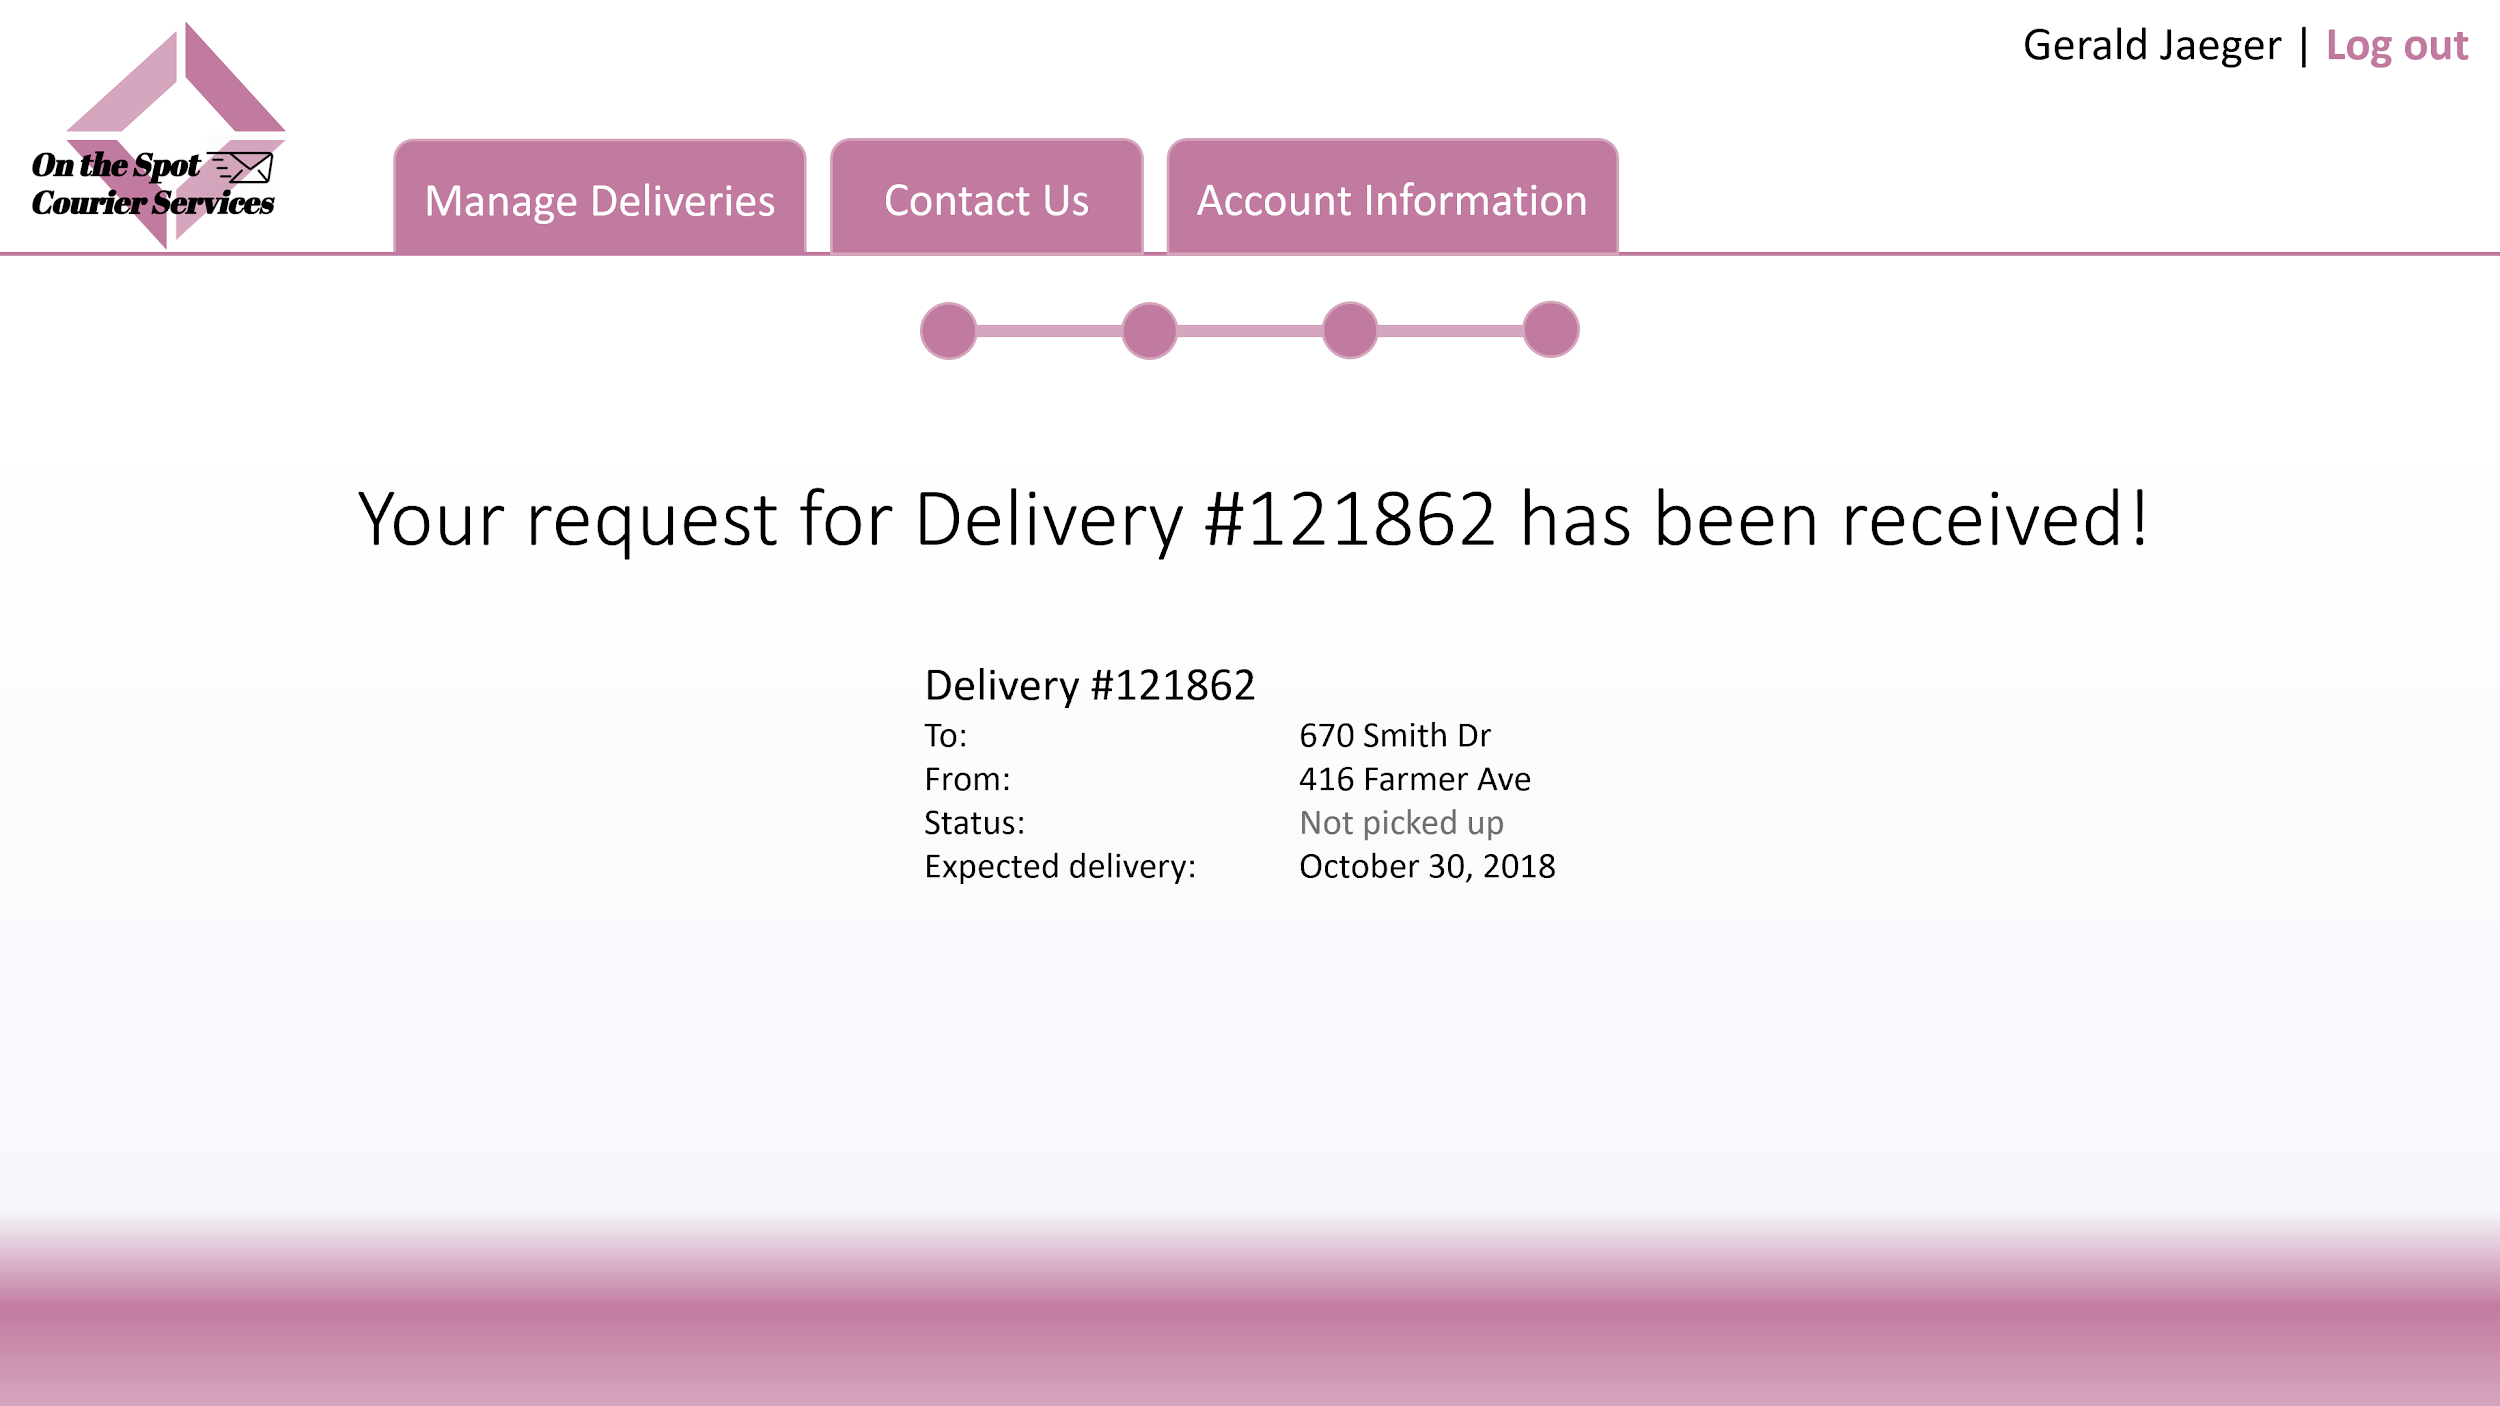 Gerald Jaeger | Log out
On the Spot
Courier Services
Manage Deliveries
Contact Us
Account Information
Your request for Delivery #121862 has been received!
Delivery #121862
To: 670 Smith Dr
From: 416 Farmer Ave
Status: Not picked up
Expected delivery: October 30, 2018